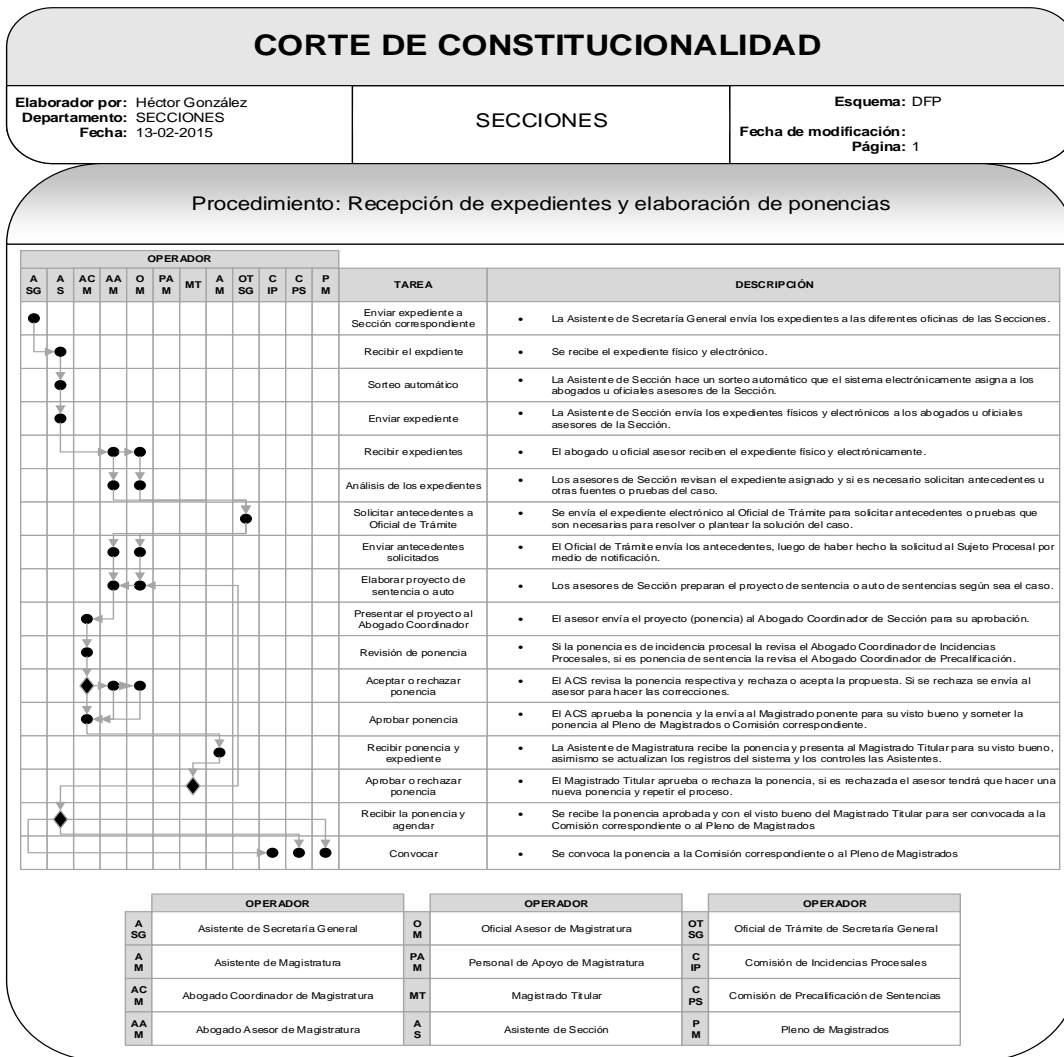 CORTE DE CONSTITUCIONALIDAD
Elaborador por: Héctor González
Departamento: SECCIONES
Fecha: 13-02-2015
SECCIONES
Esquema: DFP
Fecha de modificación:
Página: 1
Procedimiento: Recepción de expedientes y elaboración de ponencias
OPERADOR
A SG
A S
AC M
AA M
O M
PA M
MT
A M
OT SG
C IP
C PS
P M
TAREA
DESCRIPCIÓN
Enviar expediente a
Sección correspondiente
• La Asistente de Secretaría General envía los expedientes a las diferentes oficinas de las Secciones.
Recibir el expdiente
• Se recibe el expediente físico y electrónico.
Sorteo automático
• La Asistente de Sección hace un sorteo automático que el sistema electrónicamente asigna a los
abogados u oficiales asesores de la Sección.
Enviar expediente
• La Asistente de Sección envía los expedientes físicos y electrónicos a los abogados u oficiales
asesores de la Sección.
Recibir expedientes
• El abogado u oficial asesor reciben el expediente físico y electrónicamente.
Análisis de los expedientes
• Los asesores de Sección revisan el expediente asignado y si es necesario solicitan antecedentes u
otras fuentes o pruebas del caso.
Solicitar antecedentes a
Oficial de Trámite
• Se envía el expediente electrónico al Oficial de Trámite para solicitar antecedentes o pruebas que
son necesarias para resolver o plantear la solución del caso.
Enviar antecedentes
solicitados
• El Oficial de Trámite envía los antecedentes, luego de haber hecho la solicitud al Sujeto Procesal por
medio de notificación.
Elaborar proyecto de
sentencia o auto
• Los asesores de Sección preparan el proyecto de sentencia o auto de sentencias según sea el caso.
Presentar el proyecto al
Abogado Coordinador
• El asesor envía el proyecto (ponencia) al Abogado Coordinador de Sección para su aprobación.
Revisión de ponencia
• Si la ponencia es de incidencia procesal la revisa el Abogado Coordinador de Incidencias
Procesales, si es ponencia de sentencia la revisa el Abogado Coordinador de Precalificación.
Aceptar o rechazar
ponencia
• El ACS revisa la ponencia respectiva y rechaza o acepta la propuesta. Si se rechaza se envía al
asesor para hacer las correcciones.
Aprobar ponencia
• El ACS aprueba la ponencia y la envía al Magistrado ponente para su visto bueno y someter la
ponencia al Pleno de Magistrados o Comisión correspondiente.
Recibir ponencia y
expediente
• La Asistente de Magistratura recibe la ponencia y presenta al Magistrado Titular para su visto bueno,
asimismo se actualizan los registros del sistema y los controles las Asistentes.
Aprobar o rechazar
ponencia
• El Magistrado Titular aprueba o rechaza la ponencia, si es rechazada el asesor tendrá que hacer una
nueva ponencia y repetir el proceso.
Recibir la ponencia y
agendar
• Se recibe la ponencia aprobada y con el visto bueno del Magistrado Titular para ser convocada a la
Comisión correspondiente o al Pleno de Magistrados
Convocar
• Se convoca la ponencia a la Comisión correspondiente o al Pleno de Magistrados
OPERADOR
OPERADOR
OPERADOR
A SG Asistente de Secretaría General
O M Oficial Asesor de Magistratura
OT SG Oficial de Trámite de Secretaría General
A M Asistente de Magistratura
PA M Personal de Apoyo de Magistratura
C IP Comisión de Incidencias Procesales
AC M Abogado Coordinador de Magistratura
MT Magistrado Titular
C PS Comisión de Precalificación de Sentencias
AA M Abogado Asesor de Magistratura
A S Asistente de Sección
P M Pleno de Magistrados